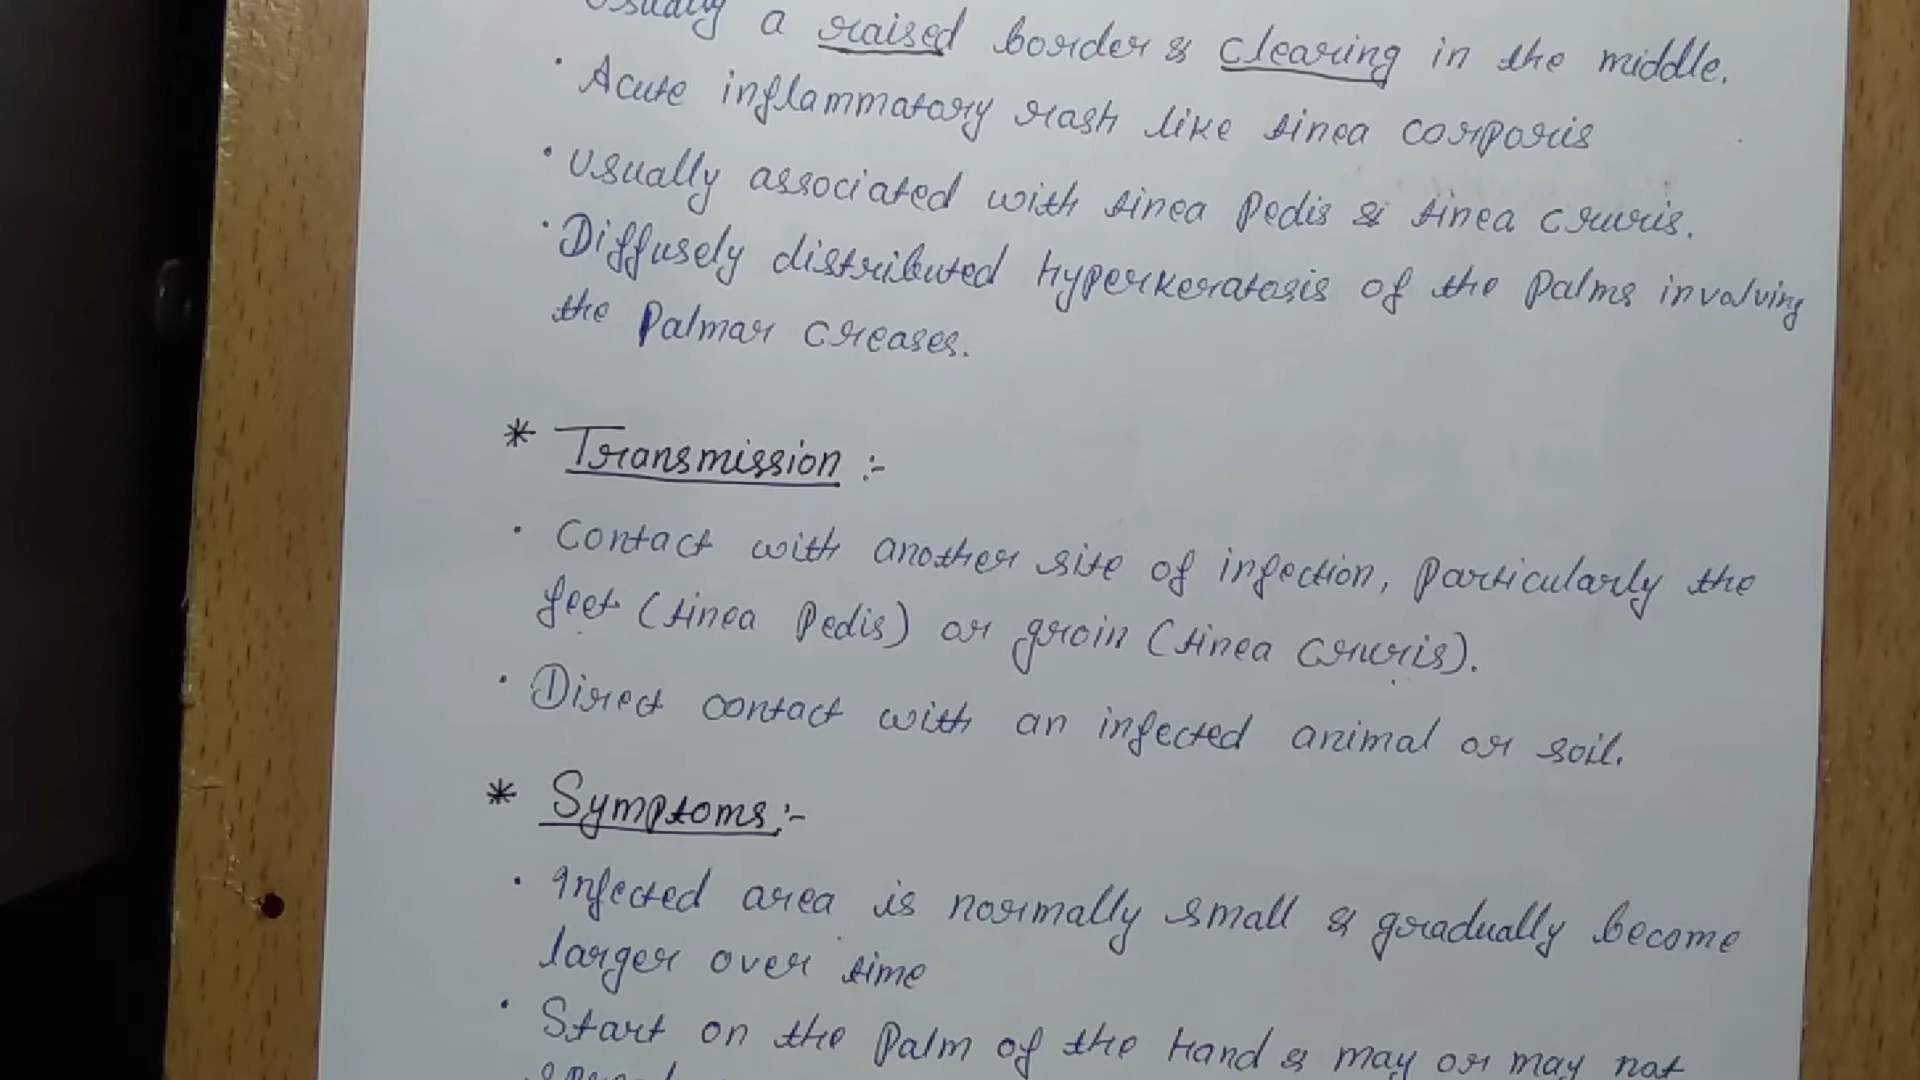 Usually a raised border & clearing in the middle.
· Acute inflammatory rash like tinea corporis
· Usually associated with tinea pedis & tinea cruris.
· Diffusely distributed hyperkeratosis of the palms involving
the palmar creases.
* Transmission :-
· Contact with another site of infection, particularly the
feet (tinea pedis) or groin (tinea cruris).
· Direct contact with an infected animal or soil.
* Symptoms :-
· Infected area is normally small & gradually become
larger over time
· Start on the palm of the hand & may or may not